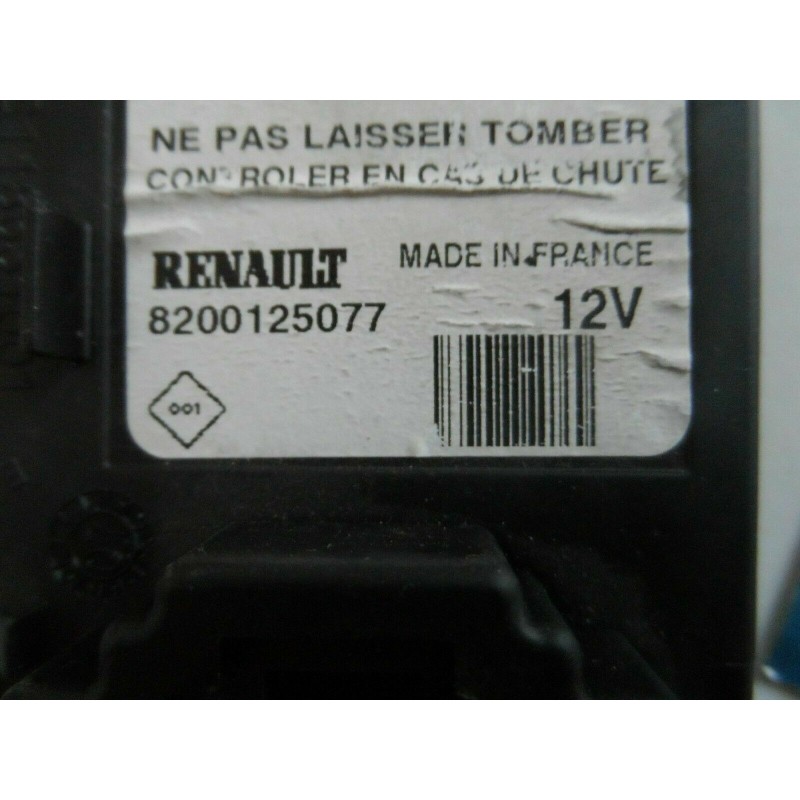 NE PAS LAISSER TOMBER
CONTROLER EN CAS DE CHUTE
RENAULT
MADE IN FRANCE
8200125077
12V
001